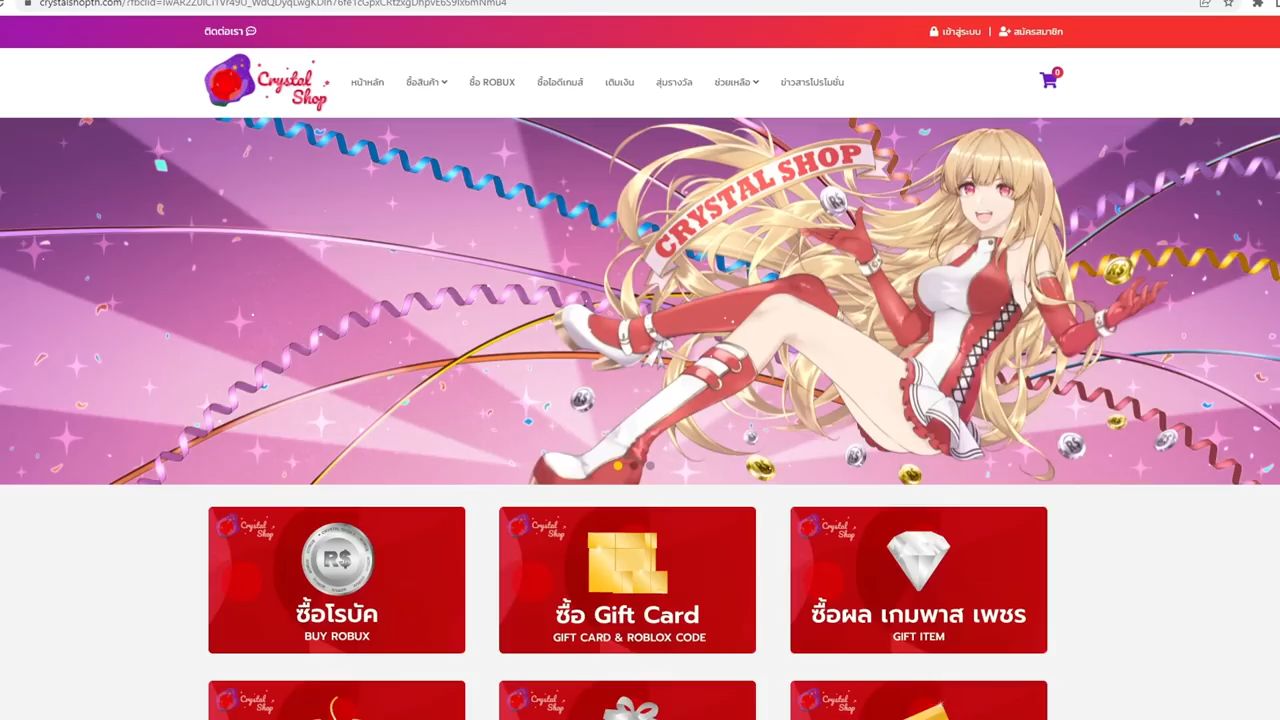 ติดต่อเรา
เข้าสู่ระบบ | สมัครสมาชิก
Crystal Shop
หน้าหลัก ซื้อสินค้า ซื้อ ROBUX ซื้อไอดีเกมส์ เติมเงิน สุ่มรางวัล ช่วยเหลือ ข่าวสารโปรโมชั่น
0
CRYSTAL SHOP
R$
Crystal Shop
R$
ซื้อโรบัค
BUY ROBUX
Crystal Shop
ซื้อ Gift Card
GIFT CARD & ROBLOX CODE
Crystal Shop
ซื้อผล เกมพาส เพชร
GIFT ITEM
Crystal Shop
Crystal Shop
Crystal Shop